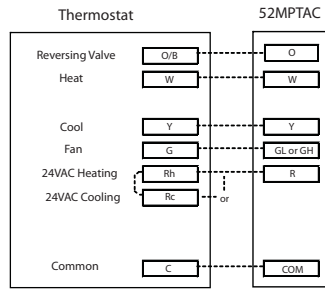 Thermostat 52MPTAC
Reversing Valve O/B O
Heat W W
Cool Y Y
Fan G GL or GH
24VAC Heating Rh R
24VAC Cooling Rc or
Common C COM